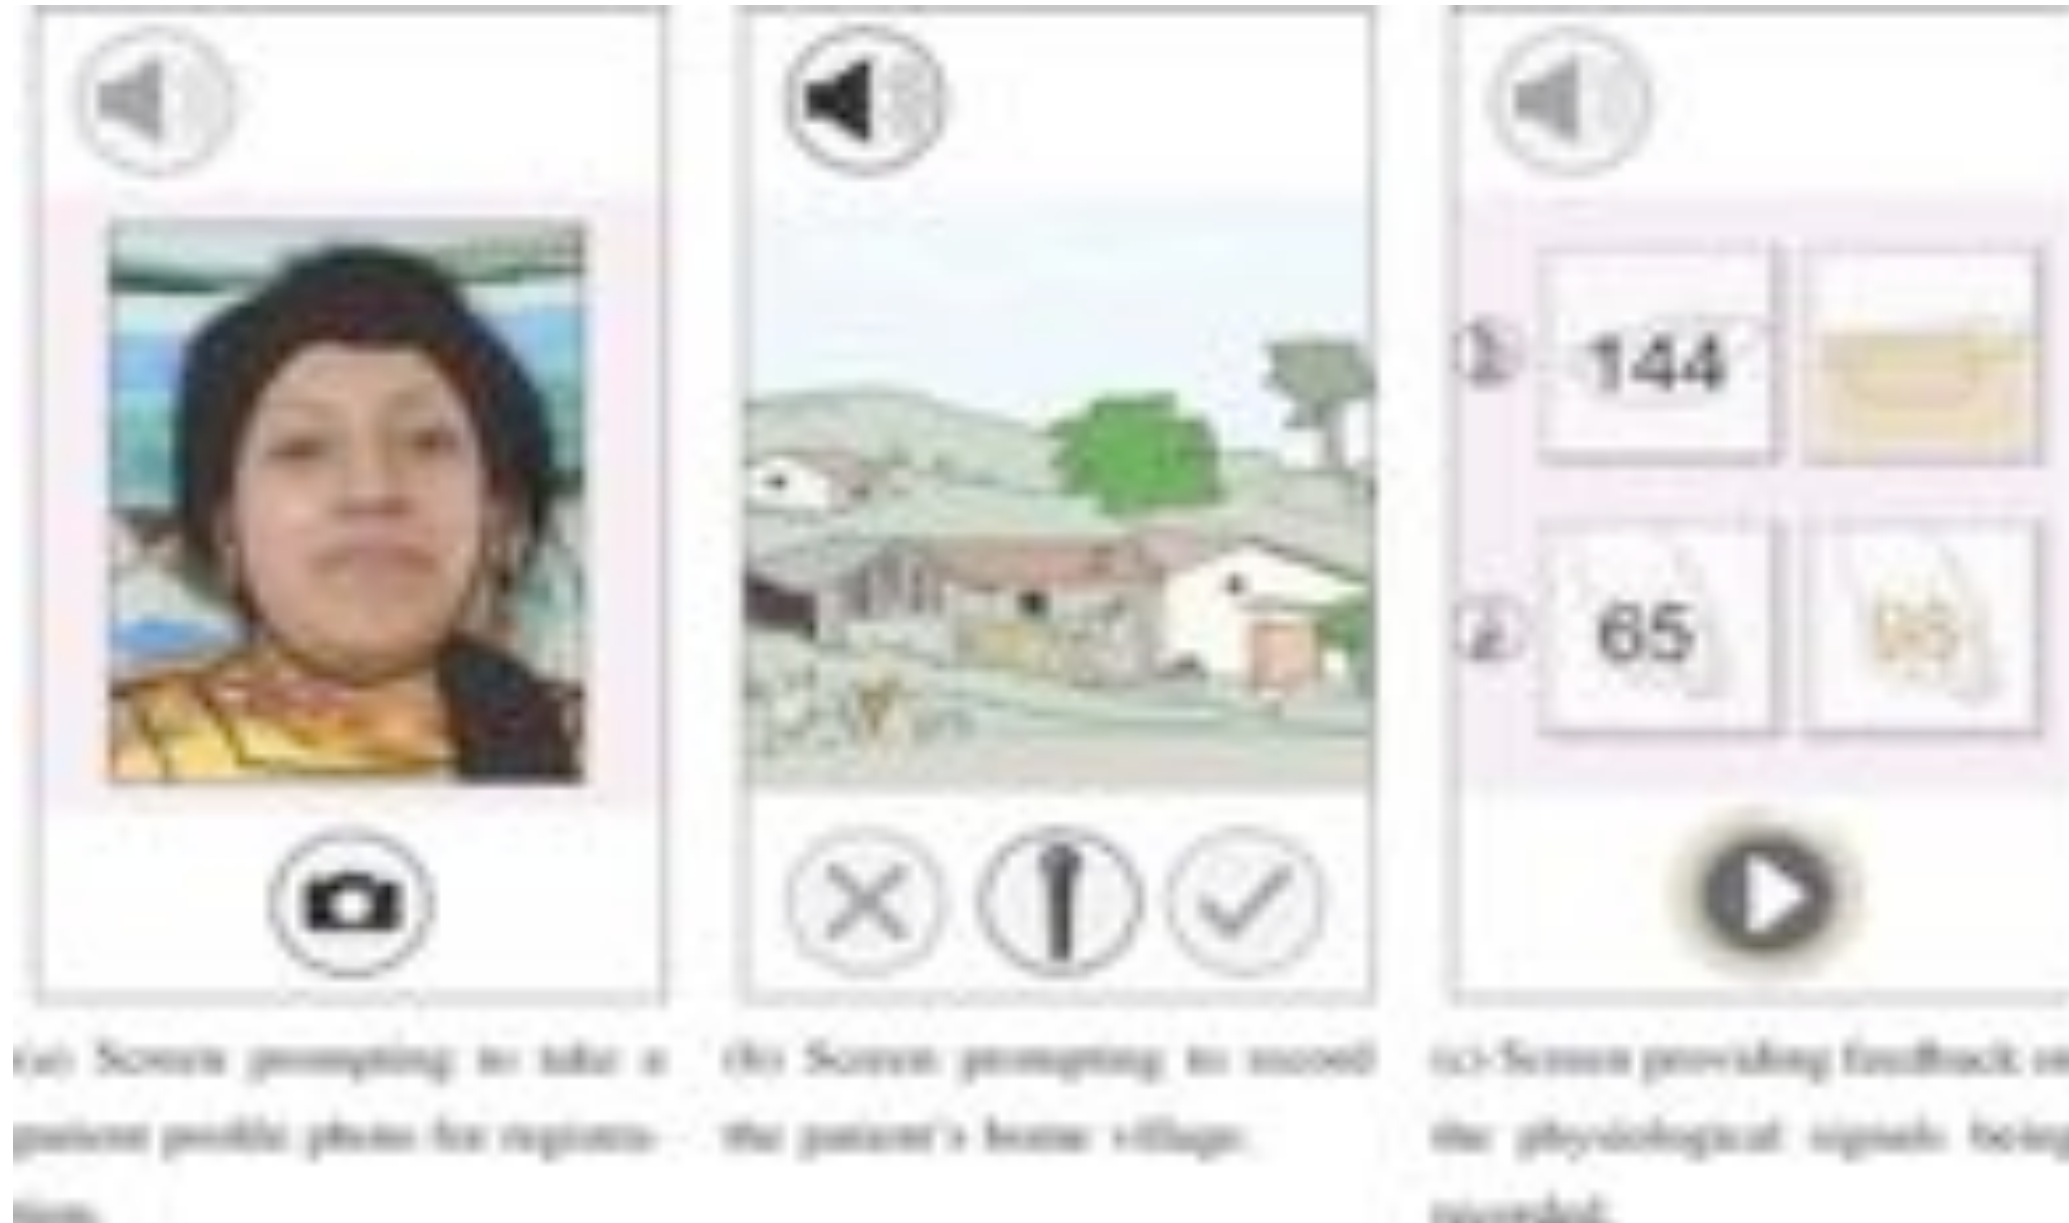 144
65
(a) Screen prompting to take a
patient profile photo for registra-
tion.
(b) Screen prompting to record
the patient's home village.
(c) Screen providing feedback on
the physiological signals being
recorded.